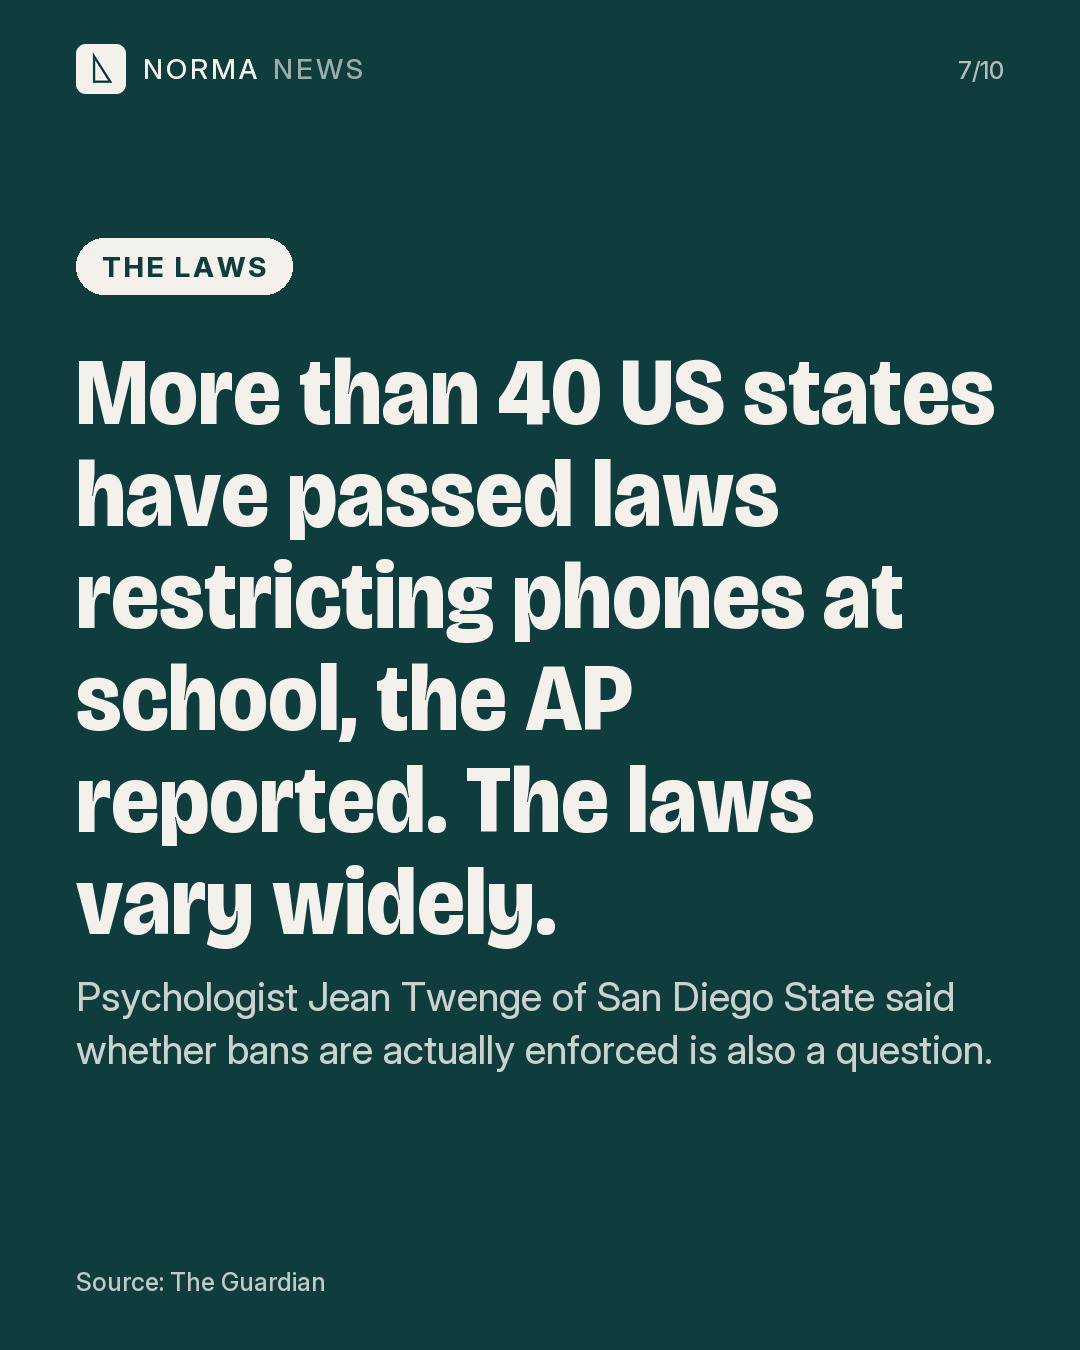 NORMA NEWS
7/10
THE LAWS
More than 40 US states
have passed laws
restricting phones at
school, the AP
reported. The laws
vary widely.
Psychologist Jean Twenge of San Diego State said
whether bans are actually enforced is also a question.
Source: The Guardian